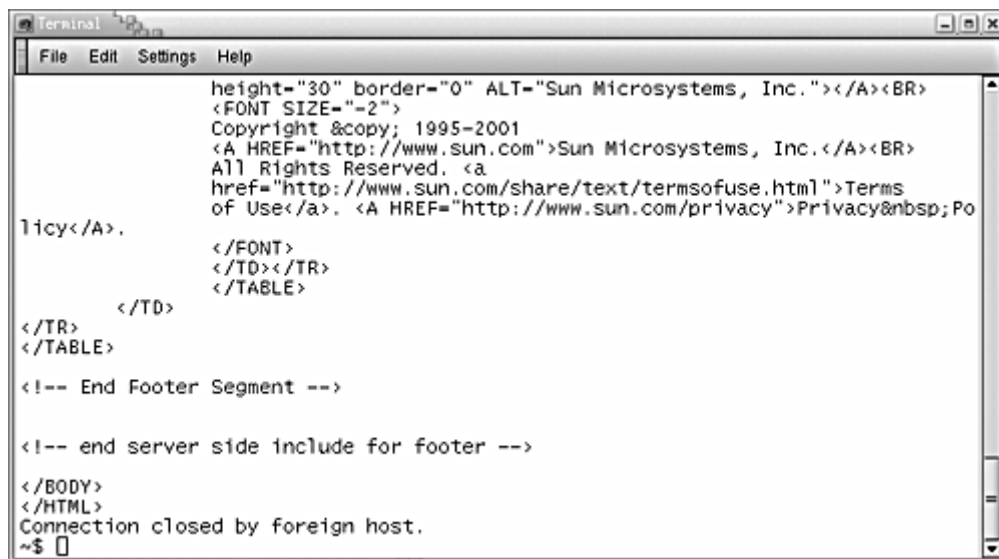 Terminal
File Edit Settings Help
height="30" border="0" ALT="Sun Microsystems, Inc."></A><BR>
<FONT SIZE="-2">
Copyright &copy; 1995-2001
<A HREF="http://www.sun.com">Sun Microsystems, Inc.</A><BR>
All Rights Reserved. <a
href="http://www.sun.com/share/text/termsofuse.html">Terms
of Use</a>. <A HREF="http://www.sun.com/privacy">Privacy&nbsp;Po
licy</A>.
</FONT>
</TD></TR>
</TABLE>
</TD>
</TR>
</TABLE>
<!-- End Footer Segment -->
<!-- end server side include for footer -->
</BODY>
</HTML>
Connection closed by foreign host.
~$